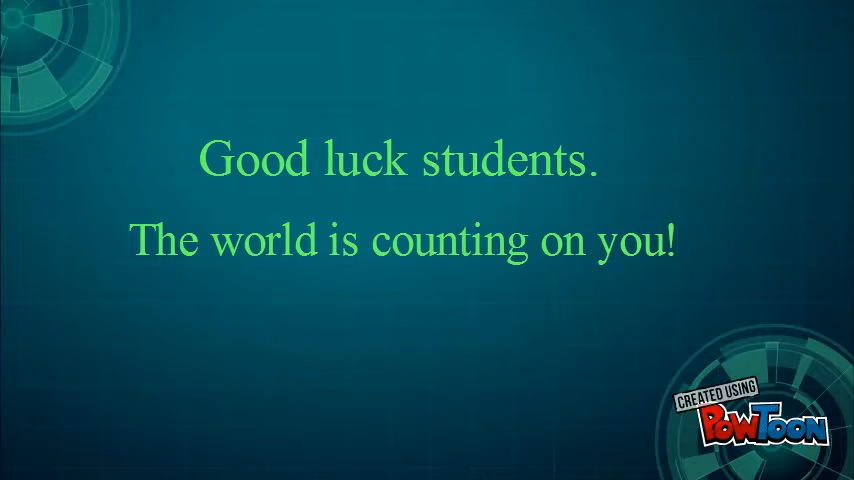 Good luck students.
The world is counting on you!
CREATED USING
PowToon